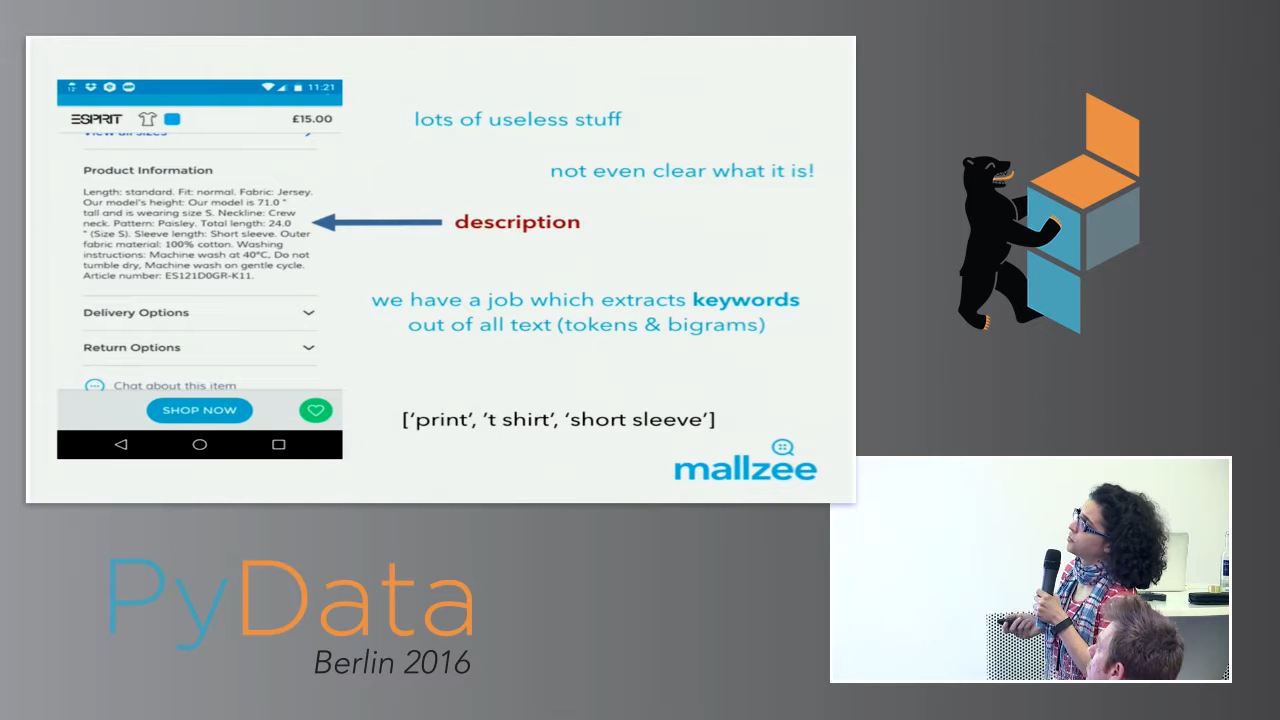 11:21
ESPRIT
£15.00
View all sizes
Product Information
Length: standard. Fit: normal. Fabric: Jersey.
Our model's height: Our model is 71.0 "
tall and is wearing size S. Neckline: Crew
neck. Pattern: Paisley. Total length: 24.0
" (Size S). Sleeve length: Short sleeve. Outer
fabric material: 100% cotton. Washing
instructions: Machine wash at 40°C, Do not
tumble dry, Machine wash on gentle cycle.
Article number: ES121D0GR-K11.
Delivery Options
Return Options
Chat about this item
SHOP NOW
lots of useless stuff
not even clear what it is!
description
we have a job which extracts keywords
out of all text (tokens & bigrams)
['print', 't shirt', 'short sleeve']
mallzee
PyData
Berlin 2016